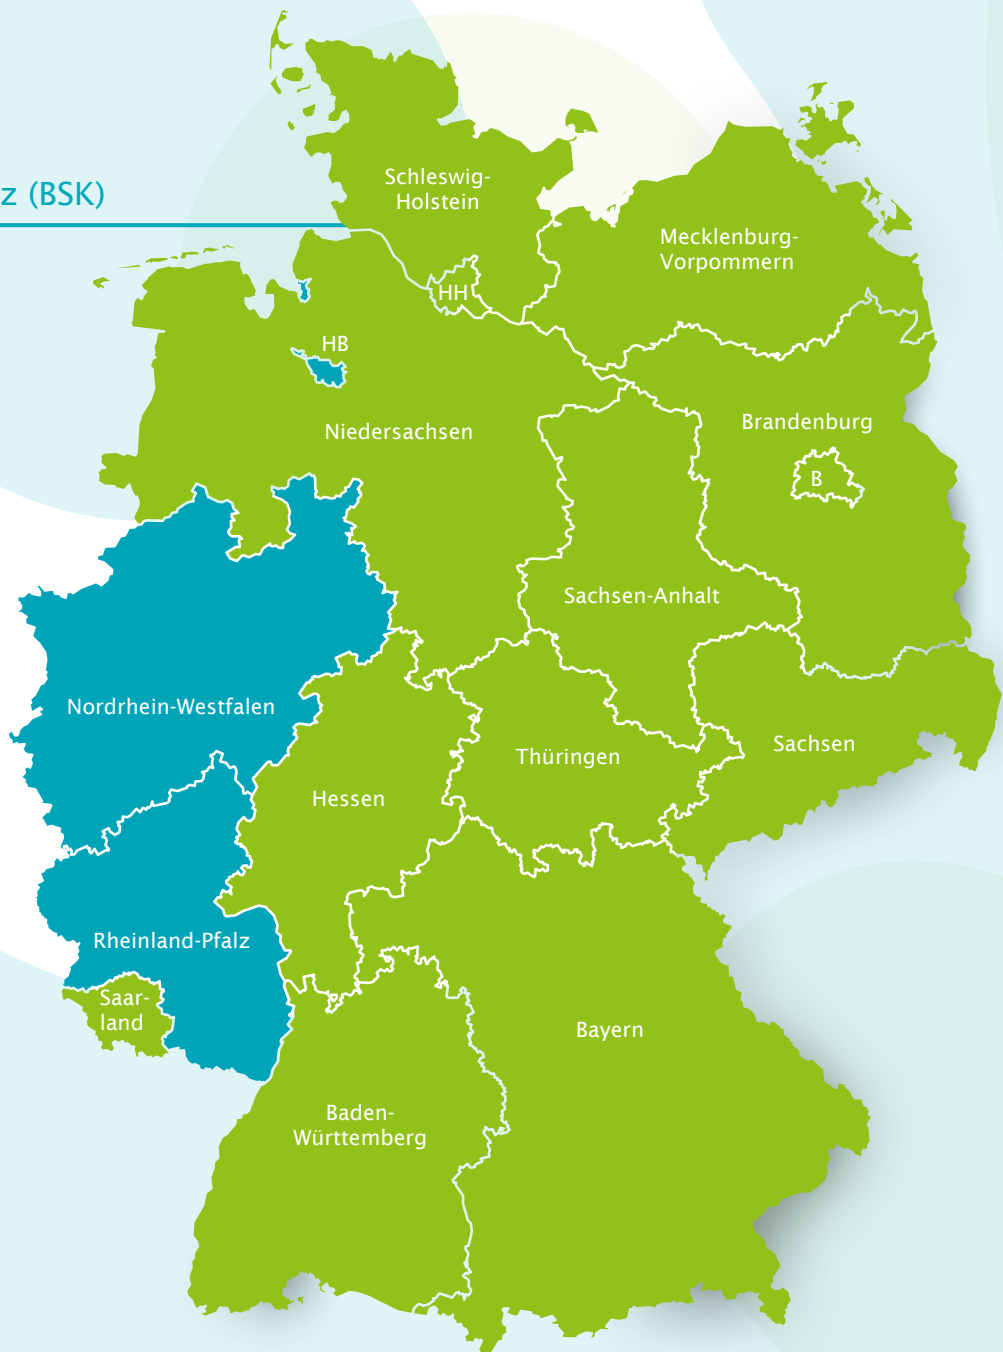 z (BSK)
Schleswig-
Holstein
Mecklenburg-
Vorpommern
HH
HB
Niedersachsen
Brandenburg
B
Sachsen-Anhalt
Nordrhein-Westfalen
Sachsen
Thüringen
Hessen
Rheinland-Pfalz
Saar-
land
Bayern
Baden-
Württemberg